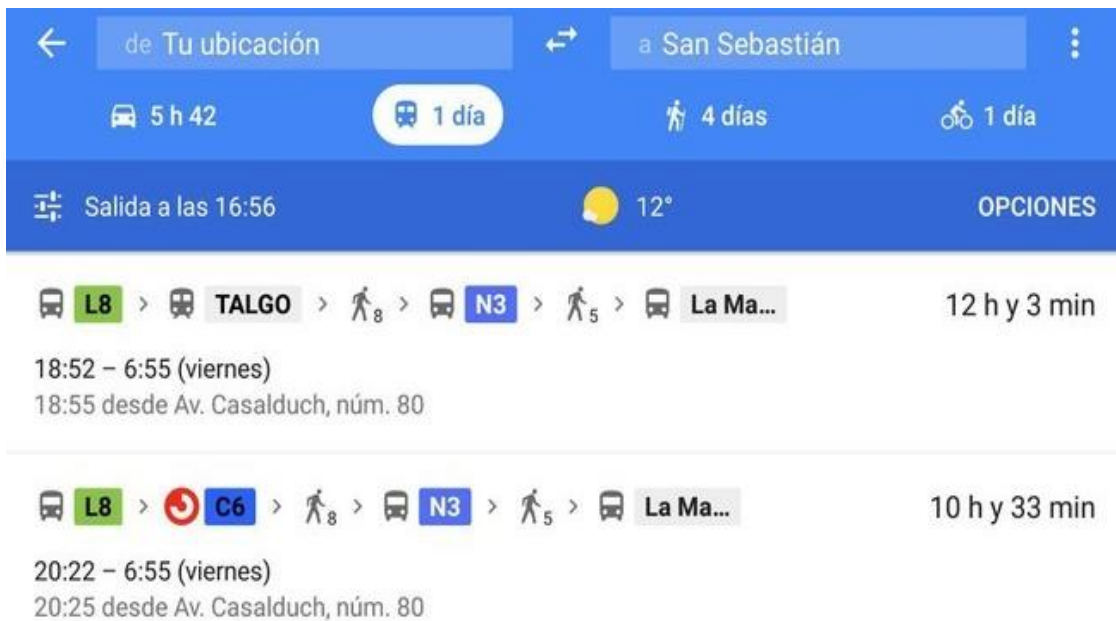 de Tu ubicación a San Sebastián
5 h 42 1 día 4 días 1 día
Salida a las 16:56 12° OPCIONES
L8 > TALGO > 8 > N3 > 5 > La Ma... 12 h y 3 min
18:52 – 6:55 (viernes)
18:55 desde Av. Casalduch, núm. 80
L8 > C6 > 8 > N3 > 5 > La Ma... 10 h y 33 min
20:22 – 6:55 (viernes)
20:25 desde Av. Casalduch, núm. 80